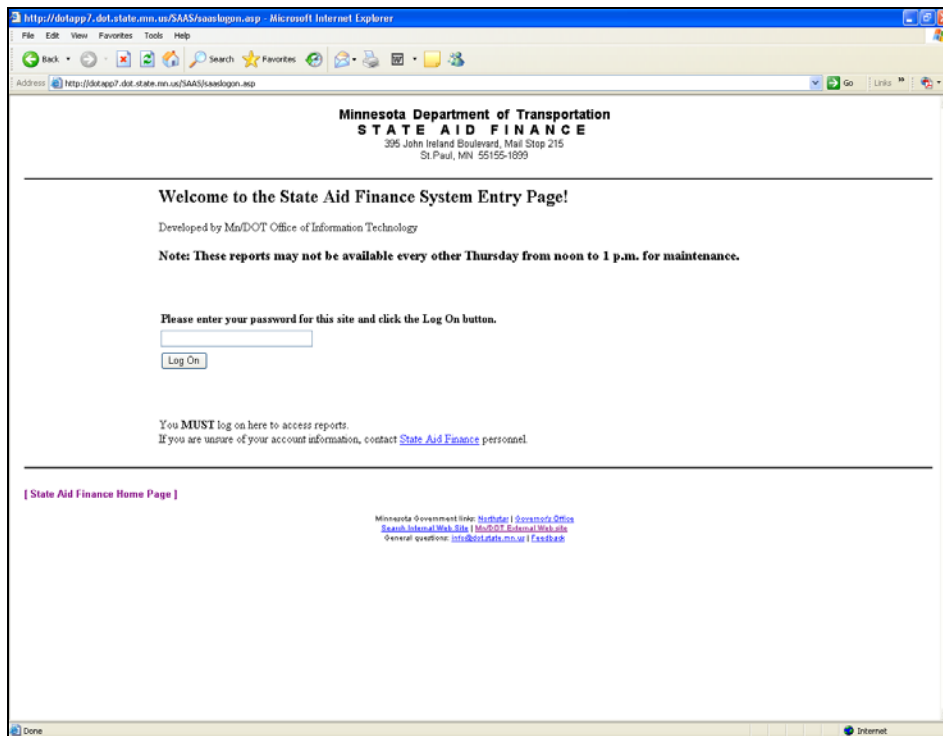 http://dotapp7.dot.state.mn.us/SAAS/saaslogon.asp - Microsoft Internet Explorer
File Edit View Favorites Tools Help
Back Search Favorites
Address http://dotapp7.dot.state.mn.us/SAAS/saaslogon.asp Go Links »
Minnesota Department of Transportation
STATE AID FINANCE
395 John Ireland Boulevard, Mail Stop 215
St.Paul, MN 55155-1899
Welcome to the State Aid Finance System Entry Page!
Developed by Mn/DOT Office of Information Technology
Note: These reports may not be available every other Thursday from noon to 1 p.m. for maintenance.
Please enter your password for this site and click the Log On button.
Log On
You MUST log on here to access reports.
If you are unsure of your account information, contact State Aid Finance personnel.
[ State Aid Finance Home Page ]
Minnesota Government links: Northstar | Governor's Office
Search Internal Web Site | Mn/DOT External Web site
General questions: info@dot.state.mn.us | Feedback
Done Internet